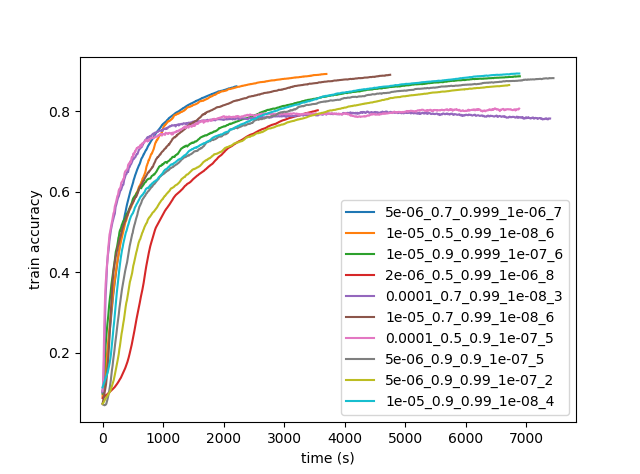 0.8
0.6
0.4
0.2
train accuracy
5e-06_0.7_0.999_1e-06_7
1e-05_0.5_0.99_1e-08_6
1e-05_0.9_0.999_1e-07_6
2e-06_0.5_0.99_1e-06_8
0.0001_0.7_0.99_1e-08_3
1e-05_0.7_0.99_1e-08_6
0.0001_0.5_0.9_1e-07_5
5e-06_0.9_0.9_1e-07_5
5e-06_0.9_0.99_1e-07_2
1e-05_0.9_0.99_1e-08_4
0 1000 2000 3000 4000 5000 6000 7000
time (s)